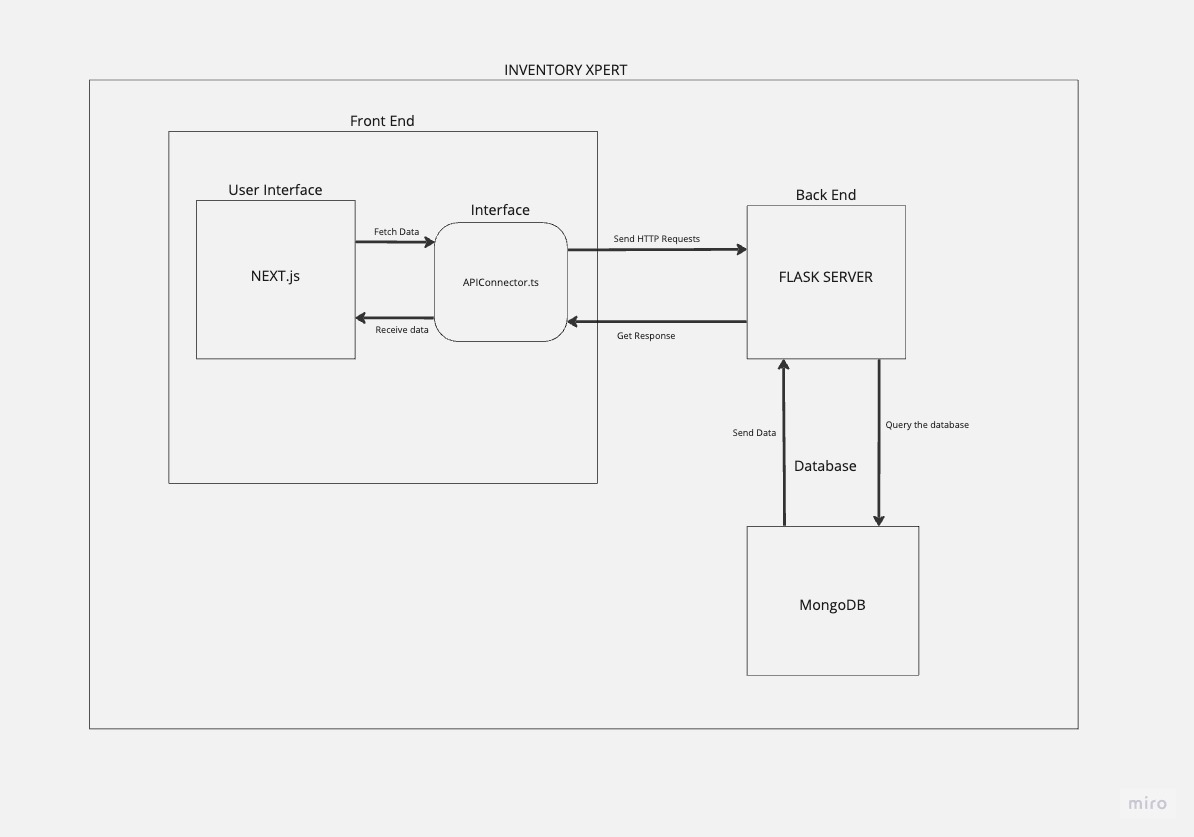 INVENTORY XPERT
Front End
User Interface
Back End
Interface
Fetch Data
Send HTTP Requests
NEXT.js
APIConnector.ts
FLASK SERVER
Receive data
Get Response
Send Data
Query the database
Database
MongoDB
miro